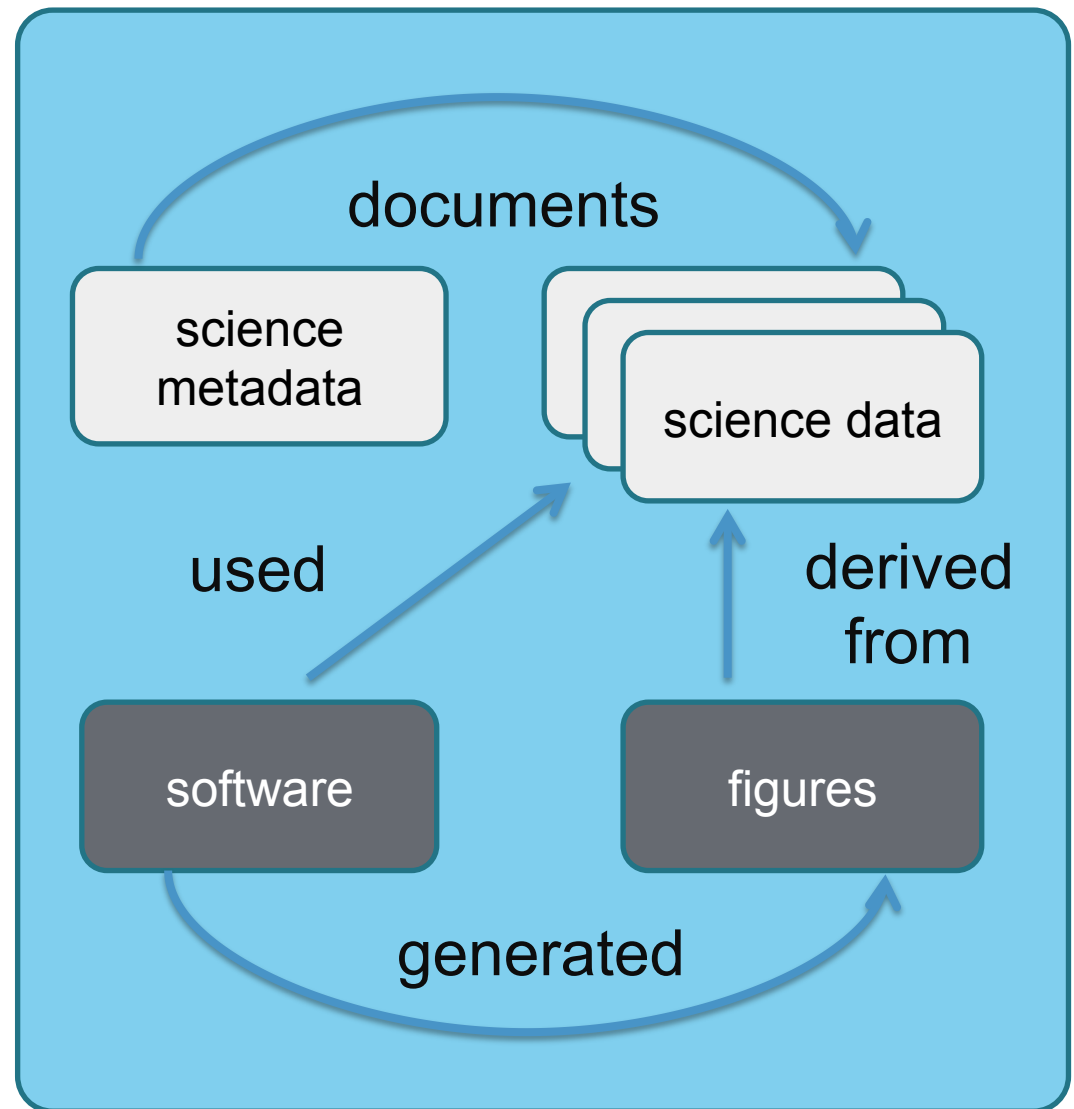 documents
science
metadata
science data
used
derived
from
software
figures
generated